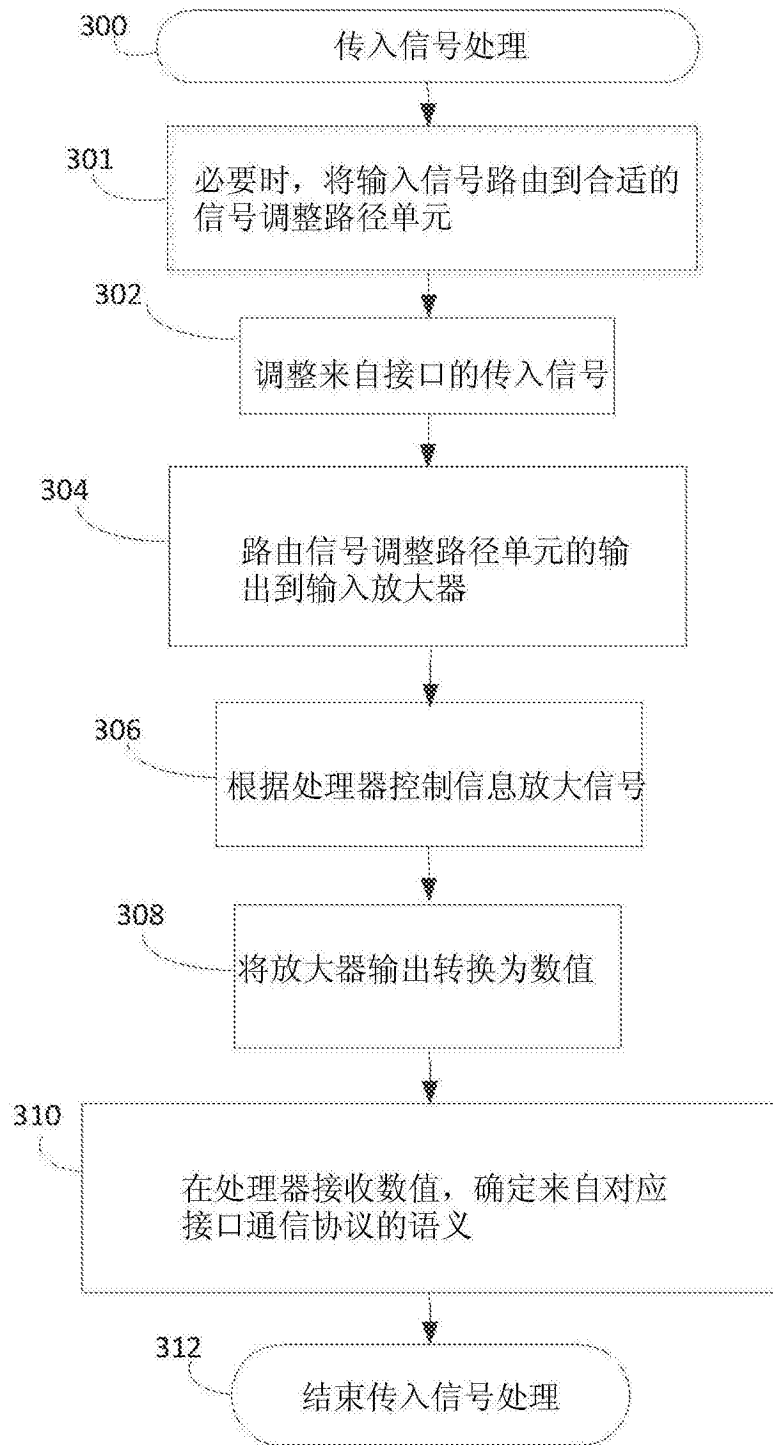 300
传入信号处理
301
必要时，将输入信号路由到合适的
信号调整路径单元
302
调整来自接口的传入信号
304
路由信号调整路径单元的输
出到输入放大器
306
根据处理器控制信息放大信号
308
将放大器输出转换为数值
310
在处理器接收数值，确定来自对应
接口通信协议的语义
312
结束传入信号处理